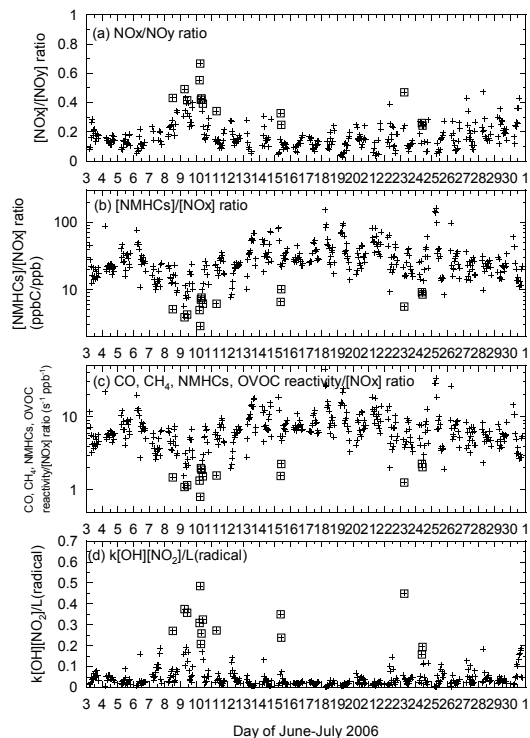 1
(a) NOx/NOy ratio
0.8
0.6
0.4
0.2
0
[NOx]/[NOy] ratio
3 4 5 6 7 8 9 10 11 12 13 14 15 16 17 18 19 20 21 22 23 24 25 26 27 28 29 30 1
(b) [NMHCs]/[NOx] ratio
100
10
[NMHCs]/[NOx] ratio
(ppbC/ppb)
3 4 5 6 7 8 9 10 11 12 13 14 15 16 17 18 19 20 21 22 23 24 25 26 27 28 29 30 1
(c) CO, CH4, NMHCs, OVOC reactivity/[NOx] ratio
10
1
CO, CH4, NMHCs, OVOC
reactivity/[NOx] ratio (s-1 ppb-1)
3 4 5 6 7 8 9 10 11 12 13 14 15 16 17 18 19 20 21 22 23 24 25 26 27 28 29 30 1
0.7
(d) k[OH][NO2]/L(radical)
0.6
0.5
0.4
0.3
0.2
0.1
0
k[OH][NO2]/L(radical)
3 4 5 6 7 8 9 10 11 12 13 14 15 16 17 18 19 20 21 22 23 24 25 26 27 28 29 30 1
Day of June-July 2006